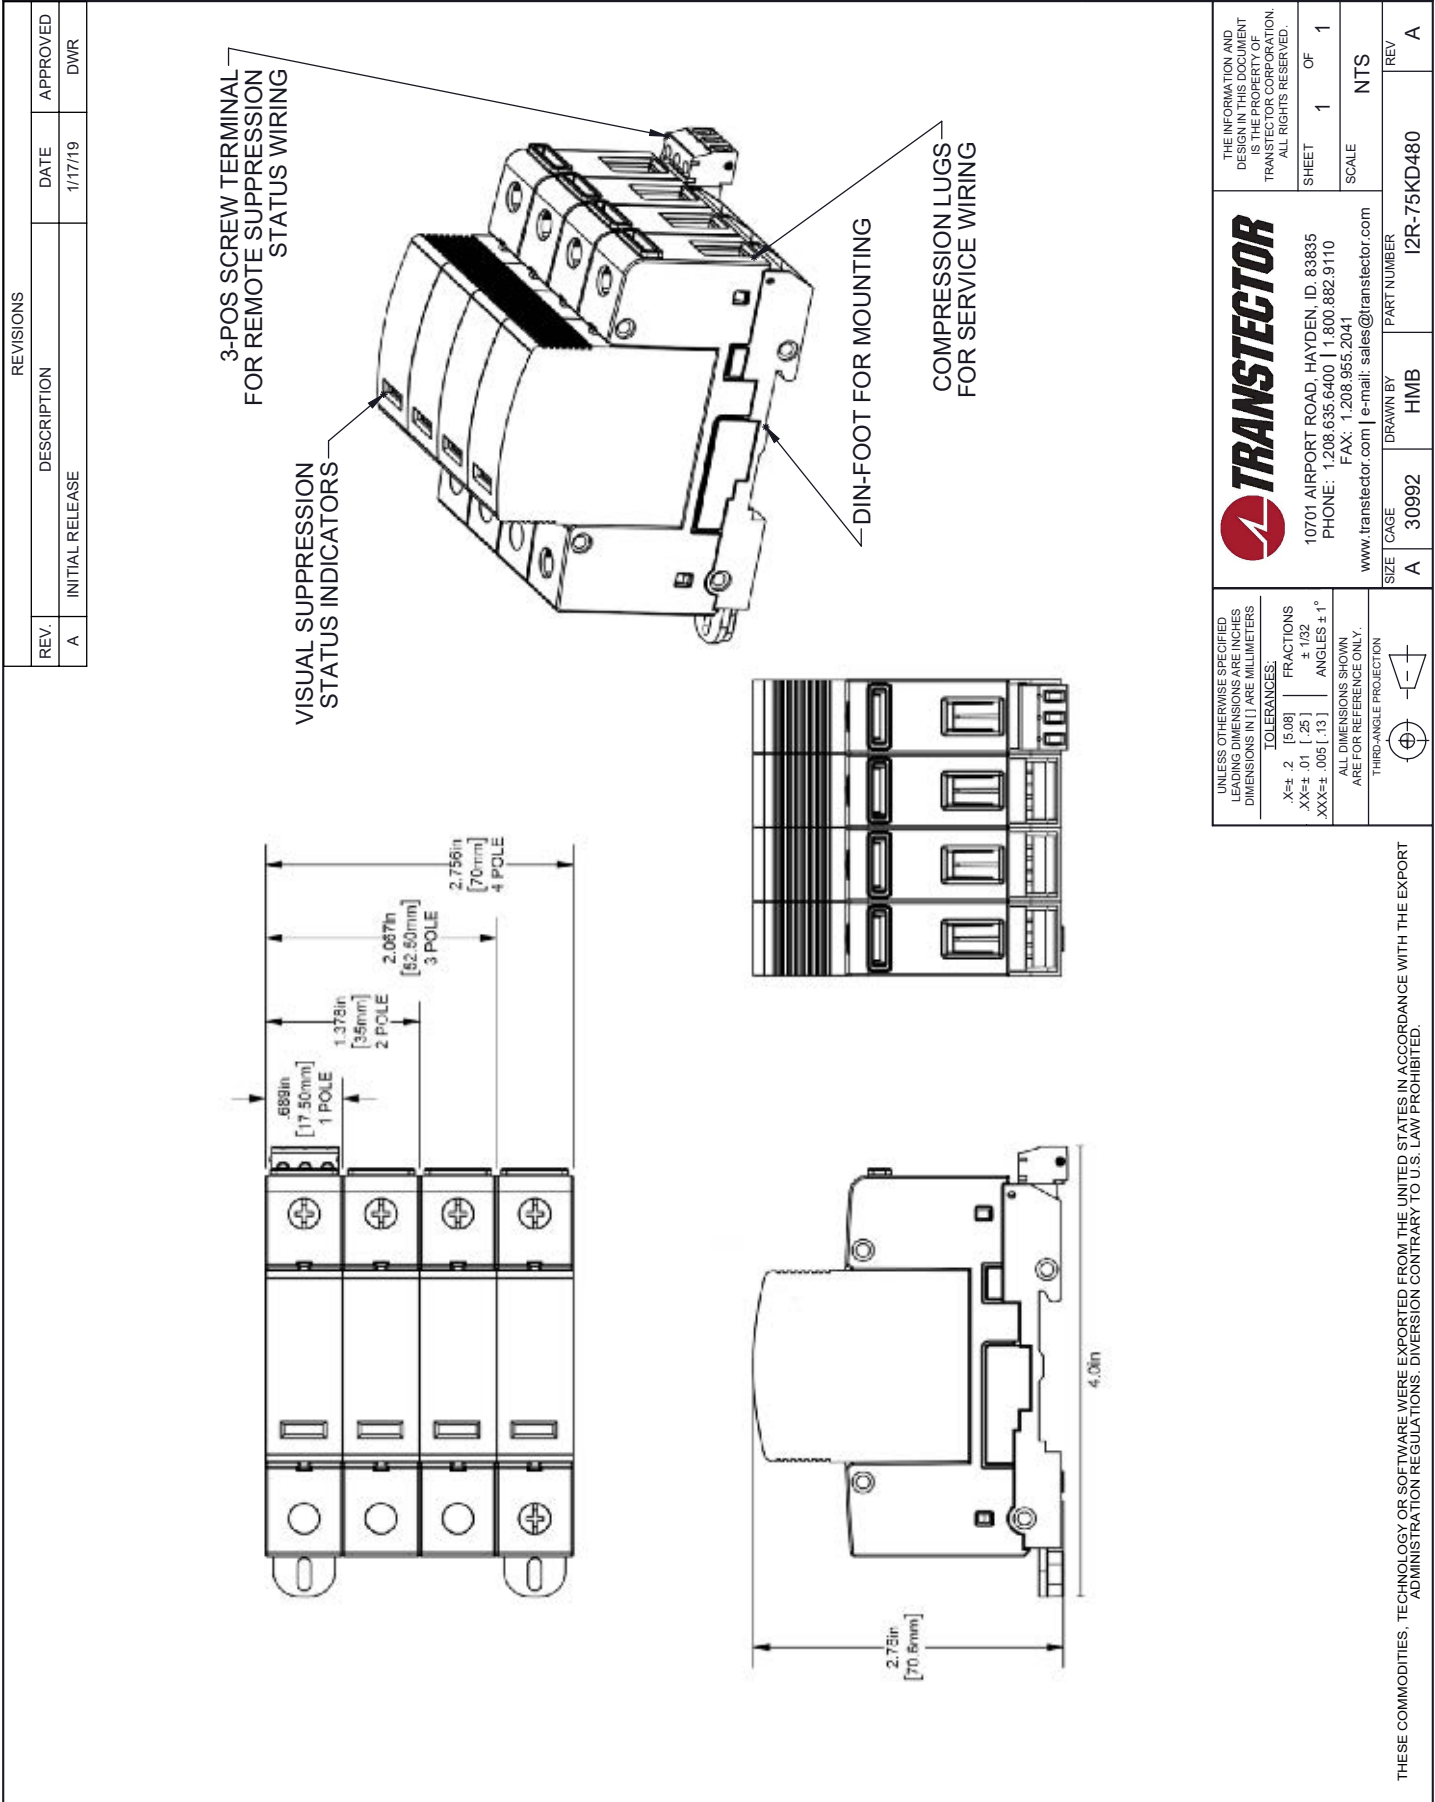 REVISIONS
REV. DESCRIPTION DATE APPROVED
A INITIAL RELEASE 1/17/19 DWR
3-POS SCREW TERMINAL
FOR REMOTE SUPPRESSION
STATUS WIRING
VISUAL SUPPRESSION
STATUS INDICATORS
DIN-FOOT FOR MOUNTING
COMPRESSION LUGS
FOR SERVICE WIRING
.689in
[17.50mm]
1 POLE
1.378in
[35mm]
2 POLE
2.067in
[52.50mm]
3 POLE
2.756in
[70mm]
4 POLE
2.78in
[70.6mm]
4.0in
UNLESS OTHERWISE SPECIFIED
LEADING DIMENSIONS ARE INCHES
DIMENSIONS IN [ ] ARE MILLIMETERS
TOLERANCES:
.X=± .2 [5.08] FRACTIONS
.XX=± .01 [ .25 ] ± 1/32
.XXX=± .005 [ .13 ] ANGLES ± 1°
ALL DIMENSIONS SHOWN
ARE FOR REFERENCE ONLY.
THIRD-ANGLE PROJECTION
TRANSTECTOR
10701 AIRPORT ROAD, HAYDEN, ID. 83835
PHONE: 1.208.635.6400 | 1.800.882.9110
FAX: 1.208.955.2041
www.transtector.com | e-mail: sales@transtector.com
THE INFORMATION AND
DESIGN IN THIS DOCUMENT
IS THE PROPERTY OF
TRANSTECTOR CORPORATION.
ALL RIGHTS RESERVED.
SHEET 1 OF 1
SCALE NTS
SIZE A
CAGE 30992
DRAWN BY HMB
PART NUMBER I2R-75KD480
REV A
THESE COMMODITIES, TECHNOLOGY OR SOFTWARE WERE EXPORTED FROM THE UNITED STATES IN ACCORDANCE WITH THE EXPORT
ADMINISTRATION REGULATIONS. DIVERSION CONTRARY TO U.S. LAW PROHIBITED.